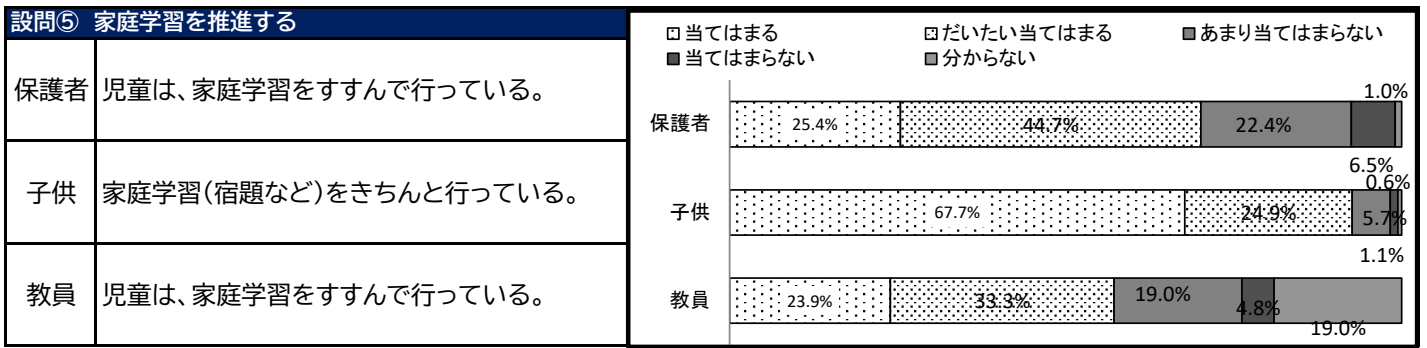 設問⑤ 家庭学習を推進する
保護者 児童は、家庭学習をすすんで行っている。
子供 家庭学習(宿題など)をきちんと行っている。
教員 児童は、家庭学習をすすんで行っている。
当てはまる だいたい当てはまる あまり当てはまらない
当てはまらない 分からない
1.0%
保護者 25.4% 44.7% 22.4%
6.5%
0.6%
子供 67.7% 24.9% 5.7%
1.1%
教員 23.9% 33.3% 19.0% 4.8%
19.0%